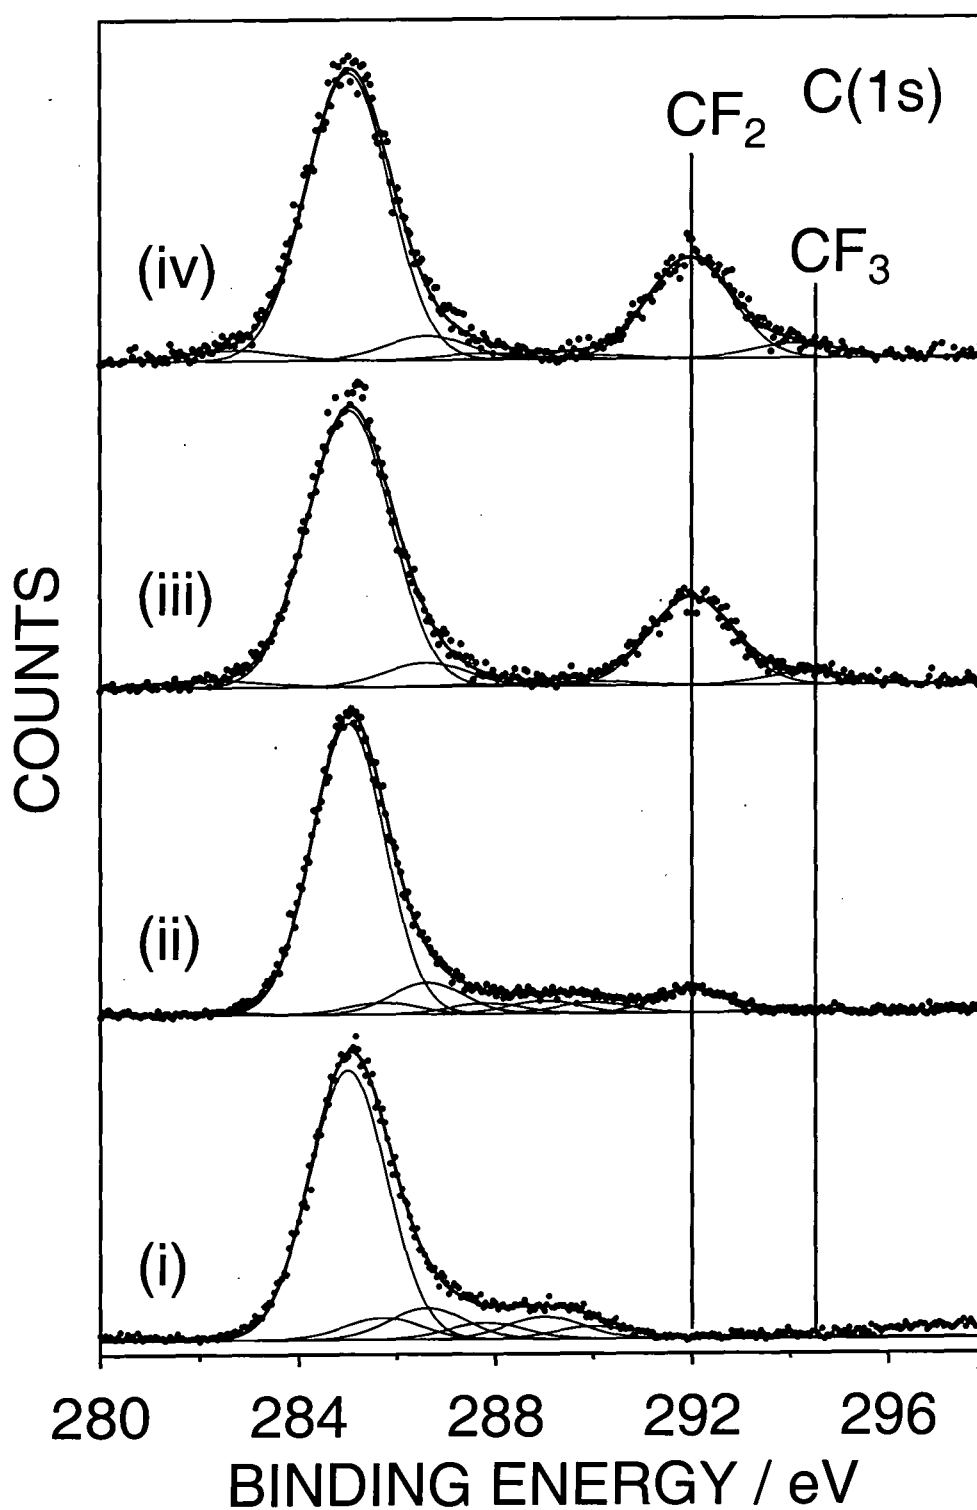 C(1s)
CF₂
CF₃
(iv)
(iii)
(ii)
(i)
COUNTS
280 284 288 292 296
BINDING ENERGY / eV